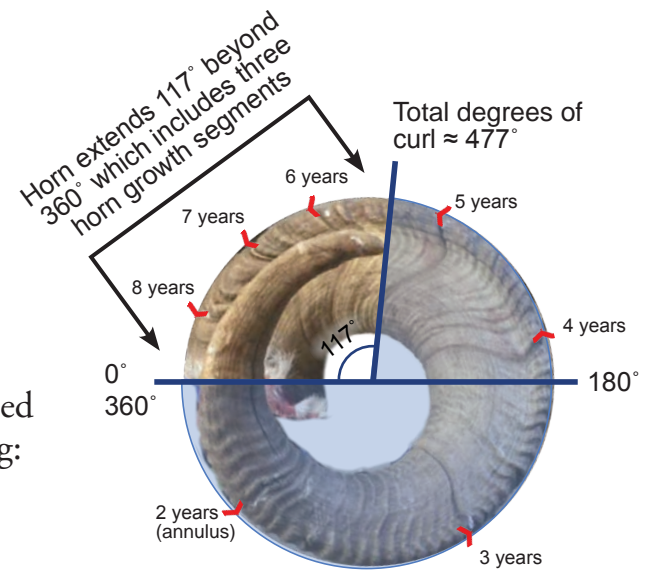 Horn extends 117° beyond
360° which includes three
horn growth segments
Total degrees of
curl ≈ 477°
6 years
5 years
7 years
8 years
4 years
117°
0°
360°
180°
ed
g:
2 years
(annulus)
3 years